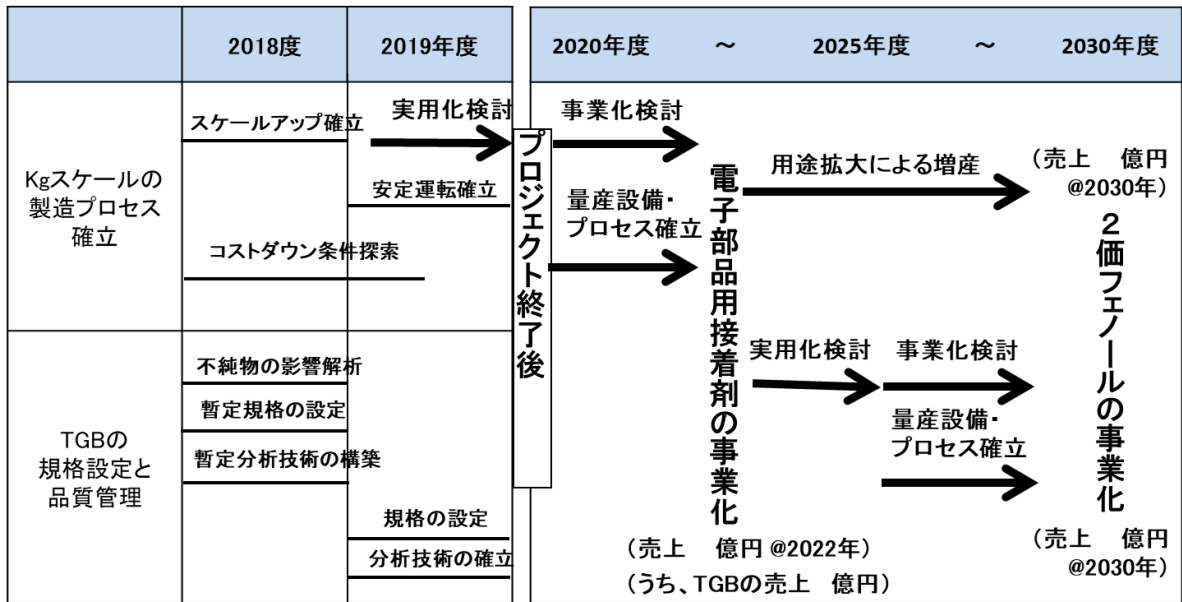 2018度
2019年度
2020年度 ～ 2025年度 ～ 2030年度
Kgスケールの
製造プロセス
確立
スケールアップ確立
実用化検討
安定運転確立
コストダウン条件探索
TGBの
規格設定と
品質管理
不純物の影響解析
暫定規格の設定
暫定分析技術の構築
規格の設定
分析技術の確立
プロジェクト終了後
事業化検討
量産設備・
プロセス確立
電子部品用接着剤の事業化
（売上　億円 @2022年）
（うち、TGBの売上　億円）
用途拡大による増産
（売上　億円
@2030年）
実用化検討
事業化検討
量産設備・
プロセス確立
２価フェノールの事業化
（売上　億円
@2030年）